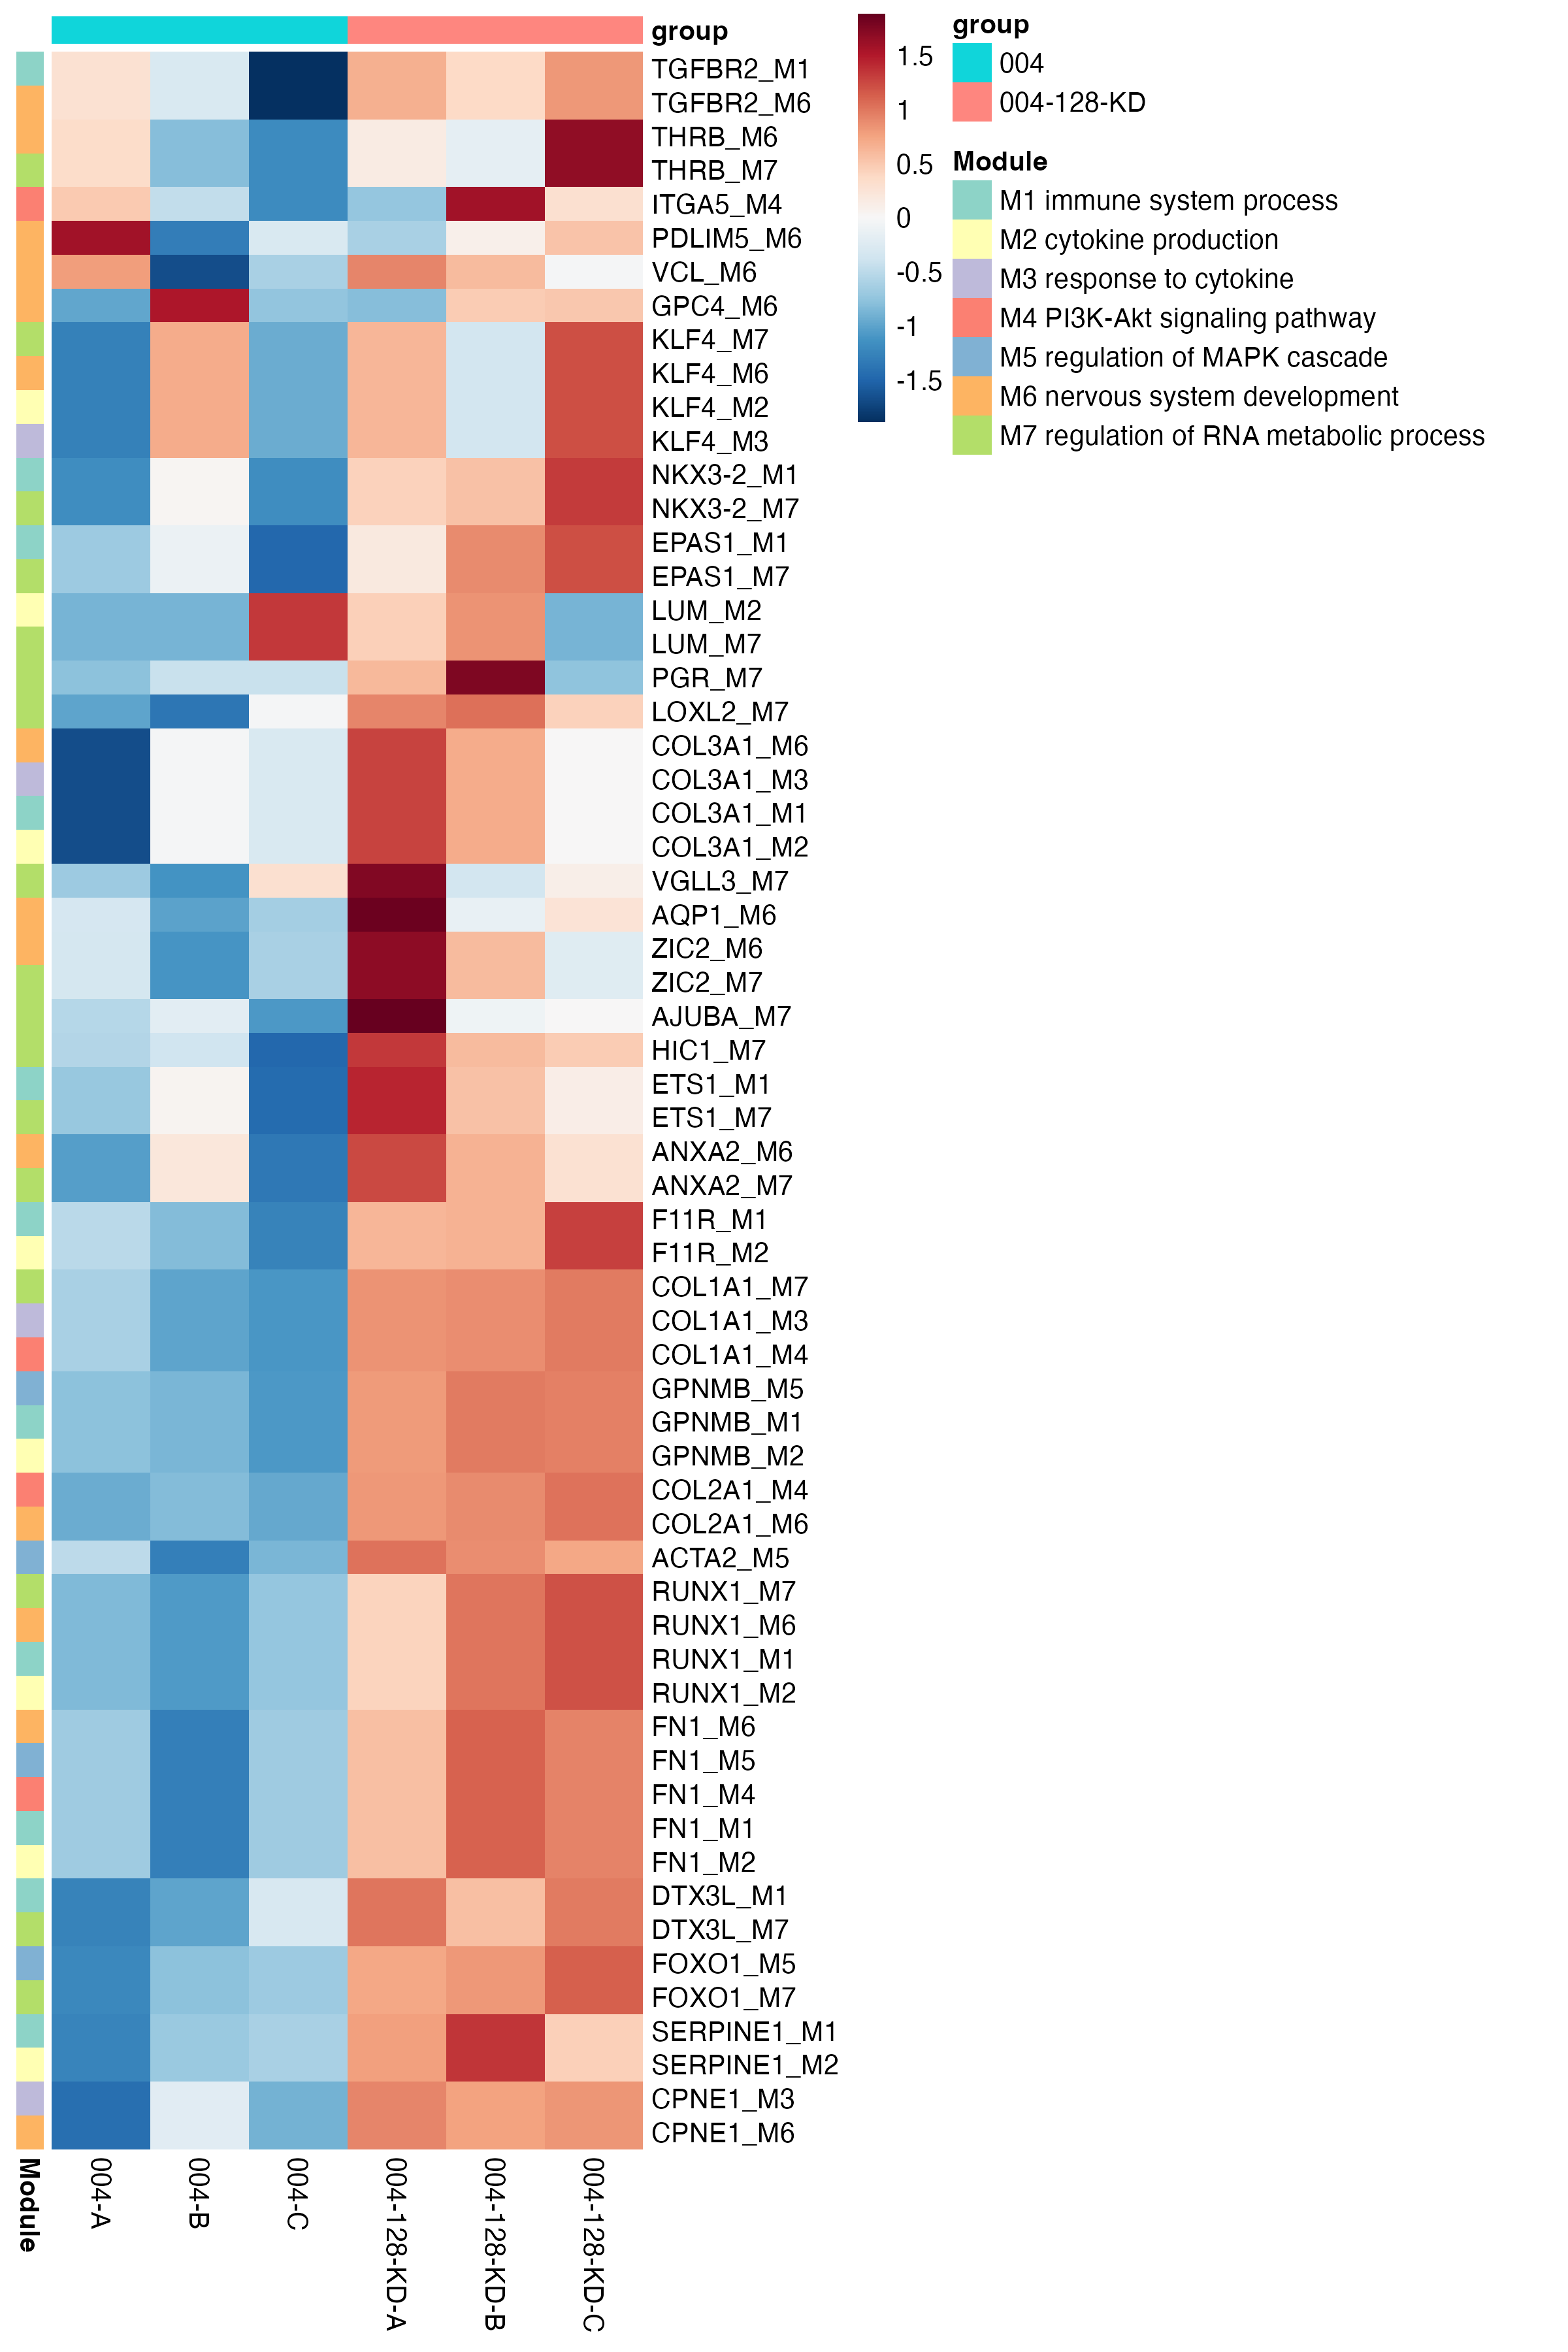 group
TGFBR2_M1
TGFBR2_M6
THRB_M6
THRB_M7
ITGA5_M4
PDLIM5_M6
VCL_M6
GPC4_M6
KLF4_M7
KLF4_M6
KLF4_M2
KLF4_M3
NKX3-2_M1
NKX3-2_M7
EPAS1_M1
EPAS1_M7
LUM_M2
LUM_M7
PGR_M7
LOXL2_M7
COL3A1_M6
COL3A1_M3
COL3A1_M1
COL3A1_M2
VGLL3_M7
AQP1_M6
ZIC2_M6
ZIC2_M7
AJUBA_M7
HIC1_M7
ETS1_M1
ETS1_M7
ANXA2_M6
ANXA2_M7
F11R_M1
F11R_M2
COL1A1_M7
COL1A1_M3
COL1A1_M4
GPNMB_M5
GPNMB_M1
GPNMB_M2
COL2A1_M4
COL2A1_M6
ACTA2_M5
RUNX1_M7
RUNX1_M6
RUNX1_M1
RUNX1_M2
FN1_M6
FN1_M5
FN1_M4
FN1_M1
FN1_M2
DTX3L_M1
DTX3L_M7
FOXO1_M5
FOXO1_M7
SERPINE1_M1
SERPINE1_M2
CPNE1_M3
CPNE1_M6
Module
004-A
004-B
004-C
004-128-KD-A
004-128-KD-B
004-128-KD-C
1.5
1
0.5
0
-0.5
-1
-1.5
group
004
004-128-KD
Module
M1 immune system process
M2 cytokine production
M3 response to cytokine
M4 PI3K-Akt signaling pathway
M5 regulation of MAPK cascade
M6 nervous system development
M7 regulation of RNA metabolic process